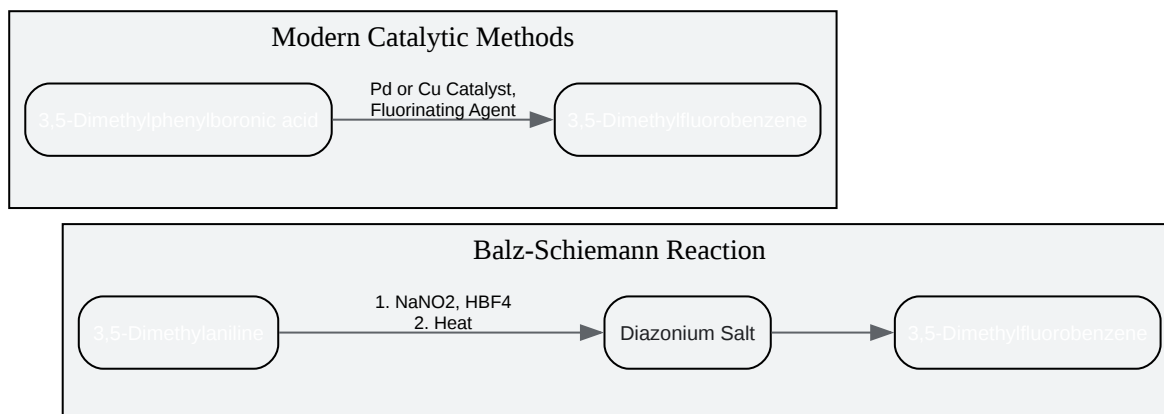 Modern Catalytic Methods
3,5-Dimethylphenylboronic acid
Pd or Cu Catalyst,
Fluorinating Agent
3,5-Dimethylfluorobenzene
Balz-Schiemann Reaction
3,5-Dimethylaniline
1. NaNO2, HBF4
2. Heat
Diazonium Salt
3,5-Dimethylfluorobenzene